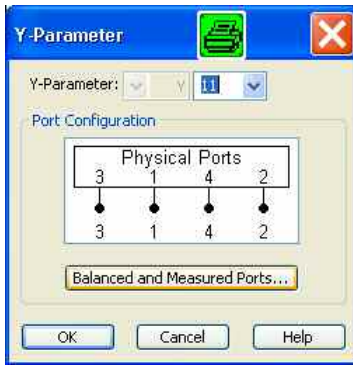 Y-Parameter
Y-Parameter: Y 11
Port Configuration
Physical Ports
3 1 4 2
3 1 4 2
Balanced and Measured Ports...
OK Cancel Help